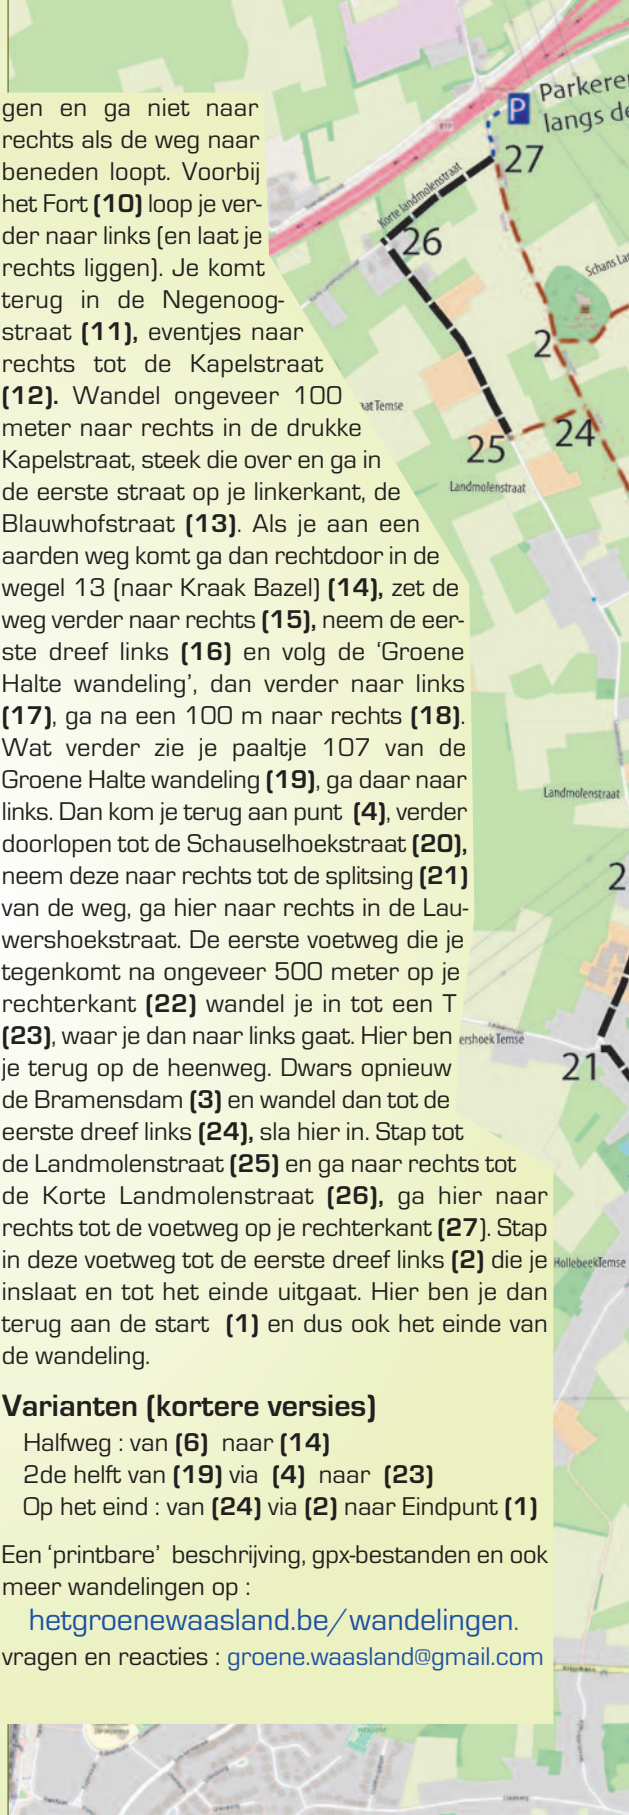 gen en ga niet naar
rechts als de weg naar
beneden loopt. Voorbij
het Fort (10) loop je ver-
der naar links (en laat je
rechts liggen). Je komt
terug in de Negenoog-
straat (11), eventjes naar
rechts tot de Kapelstraat
(12). Wandel ongeveer 100
meter naar rechts in de drukke
Kapelstraat, steek die over en ga in
de eerste straat op je linkerkant, de
Blauwhofstraat (13). Als je aan een
aarden weg komt ga dan rechtdoor in de
wegel 13 (naar Kraak Bazel) (14), zet de
weg verder naar rechts (15), neem de eer-
ste dreef links (16) en volg de ‘Groene
Halte wandeling’, dan verder naar links
(17), ga na een 100 m naar rechts (18).
Wat verder zie je paaltje 107 van de
Groene Halte wandeling (19), ga daar naar
links. Dan kom je terug aan punt (4), verder
doorlopen tot de Schauselhoekstraat (20),
neem deze naar rechts tot de splitsing (21)
van de weg, ga hier naar rechts in de Lau-
wershoekstraat. De eerste voetweg die je
tegenkomt na ongeveer 500 meter op je
rechterkant (22) wandel je in tot een T
(23), waar je dan naar links gaat. Hier ben
je terug op de heenweg. Dwars opnieuw
de Bramensdam (3) en wandel dan tot de
eerste dreef links (24), sla hier in. Stap tot
de Landmolenstraat (25) en ga naar rechts tot
de Korte Landmolenstraat (26), ga hier naar
rechts tot de voetweg op je rechterkant (27). Stap
in deze voetweg tot de eerste dreef links (2) die je
inslaat en tot het einde uitgaat. Hier ben je dan
terug aan de start (1) en dus ook het einde van
de wandeling.
Varianten (kortere versies)
Halfweg : van (6) naar (14)
2de helft van (19) via (4) naar (23)
Op het eind : van (24) via (2) naar Eindpunt (1)
Een ‘printbare’ beschrijving, gpx-bestanden en ook
meer wandelingen op :
hetgroenewaasland.be/wandelingen.
vragen en reacties : groene.waasland@gmail.com
P
Parkeren
langs de
27
Korte Landmolenstraat
26
Schans La
2
24
25
at Temse
Landmolenstraat
Landmolenstraat
2
ershoek Temse
21
HollebeekTemse